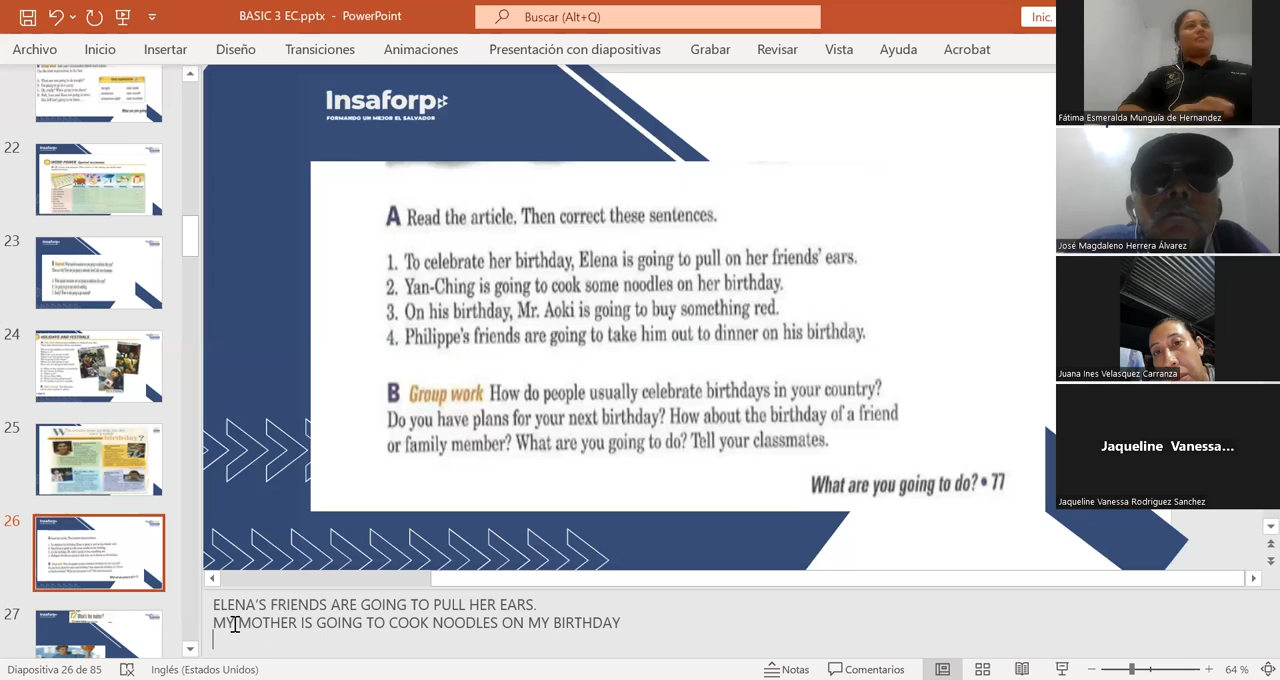 BASIC 3 EC.pptx - PowerPoint
Buscar (Alt+Q)
Inic.
Archivo Inicio Insertar Diseño Transiciones Animaciones Presentación con diapositivas Grabar Revisar Vista Ayuda Acrobat
Insaforp
FORMANDO UN MEJOR EL SALVADOR
A Read the article. Then correct these sentences.
1. To celebrate her birthday, Elena is going to pull on her friends' ears.
2. Yan-Ching is going to cook some noodles on her birthday.
3. On his birthday, Mr. Aoki is going to buy something red.
4. Philippe's friends are going to take him out to dinner on his birthday.
B Group work How do people usually celebrate birthdays in your country?
Do you have plans for your next birthday? How about the birthday of a friend
or family member? What are you going to do? Tell your classmates.
What are you going to do? • 77
22
23
24
25
26
27
ELENA'S FRIENDS ARE GOING TO PULL HER EARS.
MY MOTHER IS GOING TO COOK NOODLES ON MY BIRTHDAY
Diapositiva 26 de 85 Inglés (Estados Unidos) Notas Comentarios 64 %
Fátima Esmeralda Munguía de Hernandez
José Magdaleno Herrera Álvarez
Juana Ines Velasquez Carranza
Jaqueline Vanessa...
Jaqueline Vanessa Rodriguez Sanchez